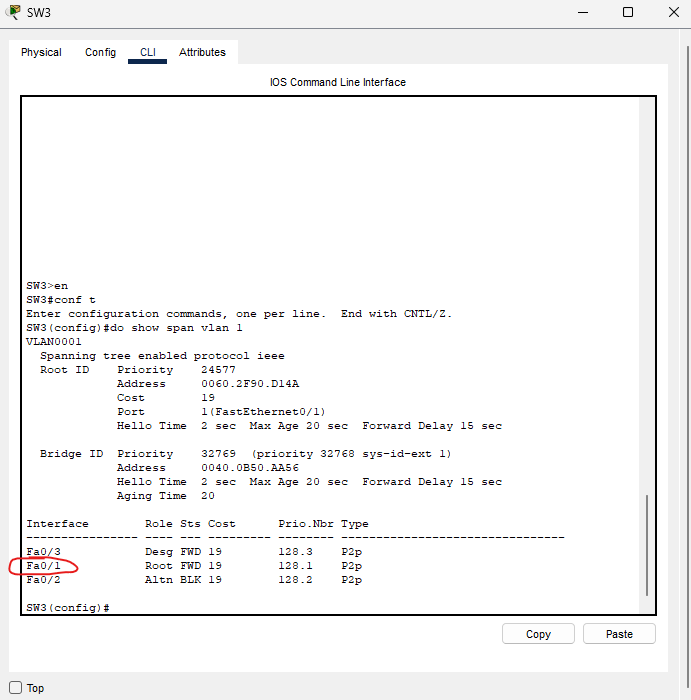 SW3
Physical Config CLI Attributes
IOS Command Line Interface
SW3>en
SW3#conf t
Enter configuration commands, one per line.  End with CNTL/Z.
SW3(config)#do show span vlan 1
VLAN0001
  Spanning tree enabled protocol ieee
  Root ID    Priority    24577
             Address     0060.2F90.D14A
             Cost        19
             Port        1(FastEthernet0/1)
             Hello Time  2 sec  Max Age 20 sec  Forward Delay 15 sec
  Bridge ID  Priority    32769  (priority 32768 sys-id-ext 1)
             Address     0040.0B50.AA56
             Hello Time  2 sec  Max Age 20 sec  Forward Delay 15 sec
             Aging Time  20
Interface        Role Sts Cost      Prio.Nbr Type
---------------- ---- --- --------- -------- --------------------------------
Fa0/3            Desg FWD 19        128.3    P2p
Fa0/1            Root FWD 19        128.1    P2p
Fa0/2            Altn BLK 19        128.2    P2p
SW3(config)#
Copy Paste
Top